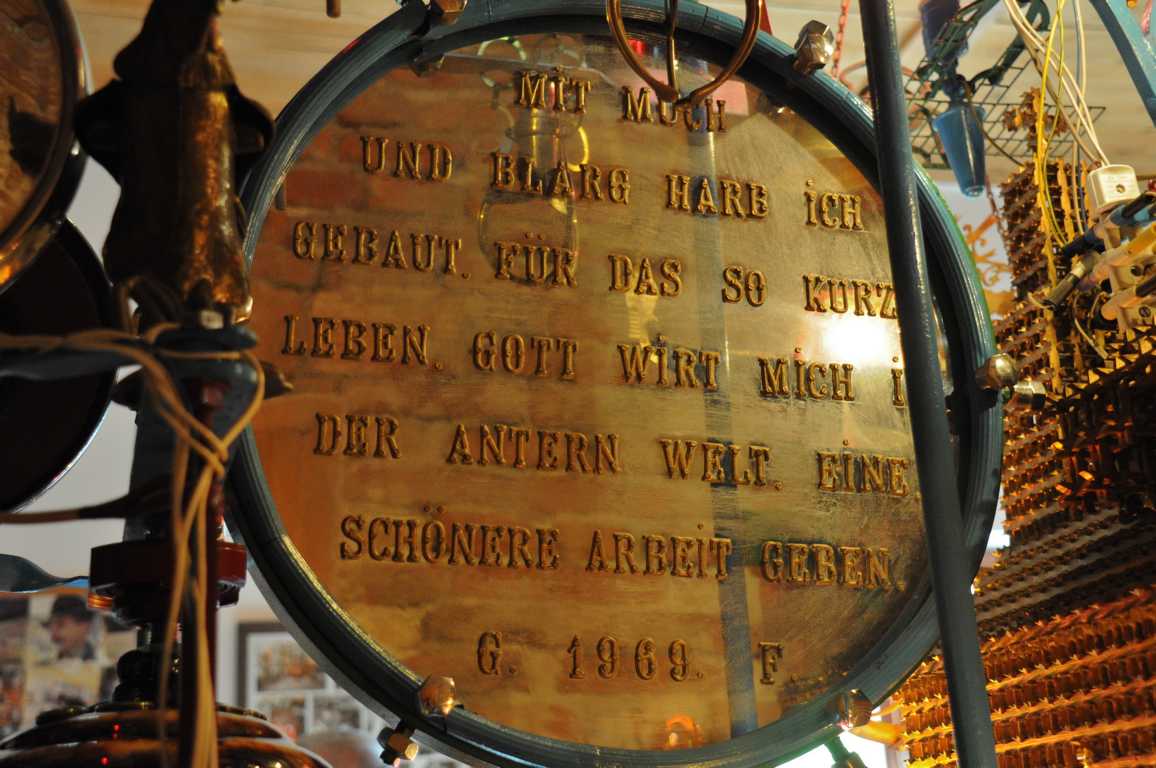 MIT MUCH
UND BLARG HARB ICH
GEBAUT. FÜR DAS SO KURZ
LEBEN. GOTT WIRT MICH
DER ANTERN WELT. EINE.
SCHÖNERE ARBEIT GEBEN.
G. 1969. F.